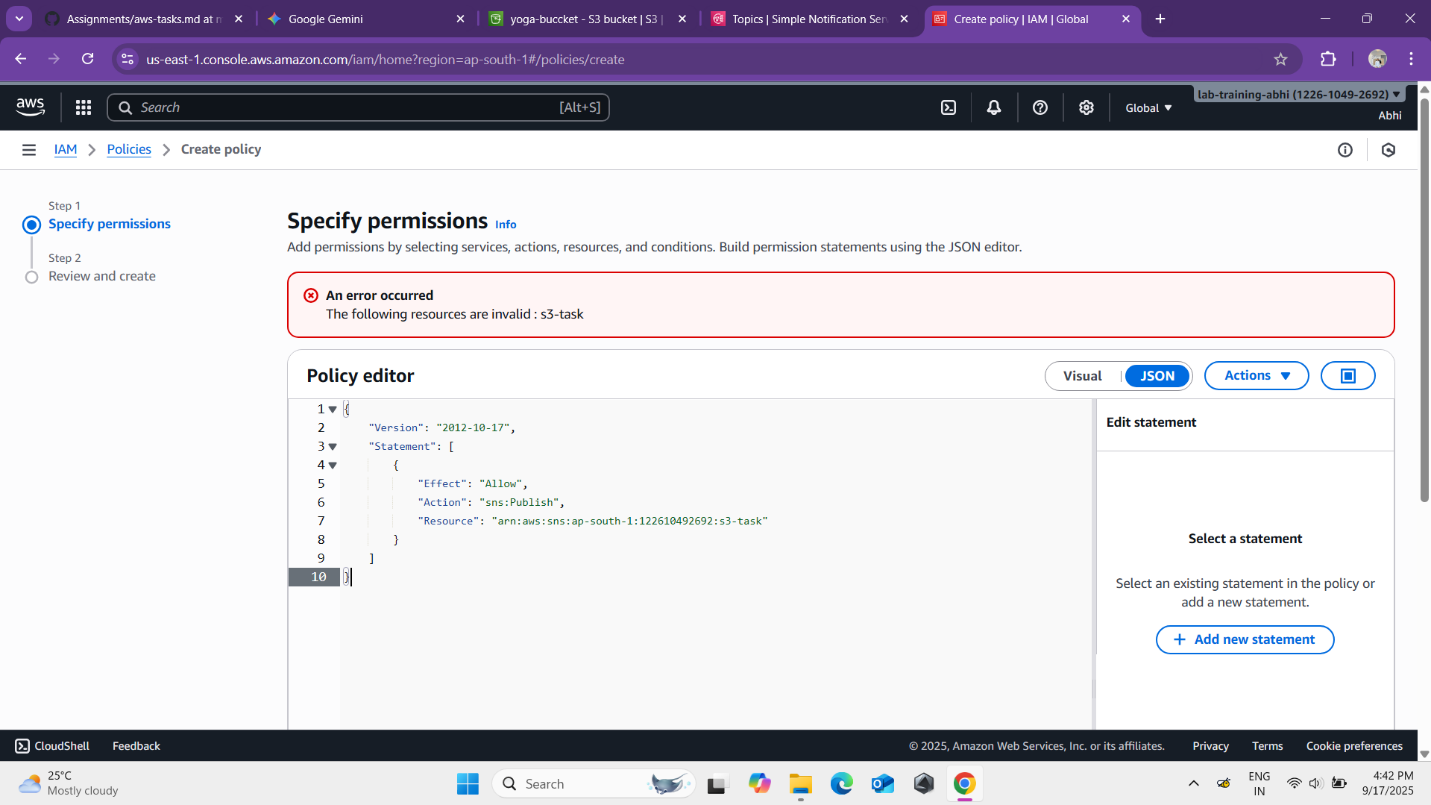 Assignments/aws-tasks.md at n
Google Gemini
yoga-buccket - S3 bucket | S3 |
Topics | Simple Notification Serv
Create policy | IAM | Global
us-east-1.console.aws.amazon.com/iam/home?region=ap-south-1#/policies/create
aws
Search
[Alt+S]
Global
lab-training-abhi (1226-1049-2692)
Abhi
IAM
Policies
Create policy
Step 1
Specify permissions
Step 2
Review and create
Specify permissions Info
Add permissions by selecting services, actions, resources, and conditions. Build permission statements using the JSON editor.
An error occurred
The following resources are invalid : s3-task
Policy editor
Visual
JSON
Actions
1 {
2 "Version": "2012-10-17",
3 "Statement": [
4 {
5 "Effect": "Allow",
6 "Action": "sns:Publish",
7 "Resource": "arn:aws:sns:ap-south-1:122610492692:s3-task"
8 }
9 ]
10 }
Edit statement
Select a statement
Select an existing statement in the policy or
add a new statement.
+ Add new statement
CloudShell
Feedback
© 2025, Amazon Web Services, Inc. or its affiliates.
Privacy
Terms
Cookie preferences
25°C
Mostly cloudy
Search
ENG
IN
4:42 PM
9/17/2025